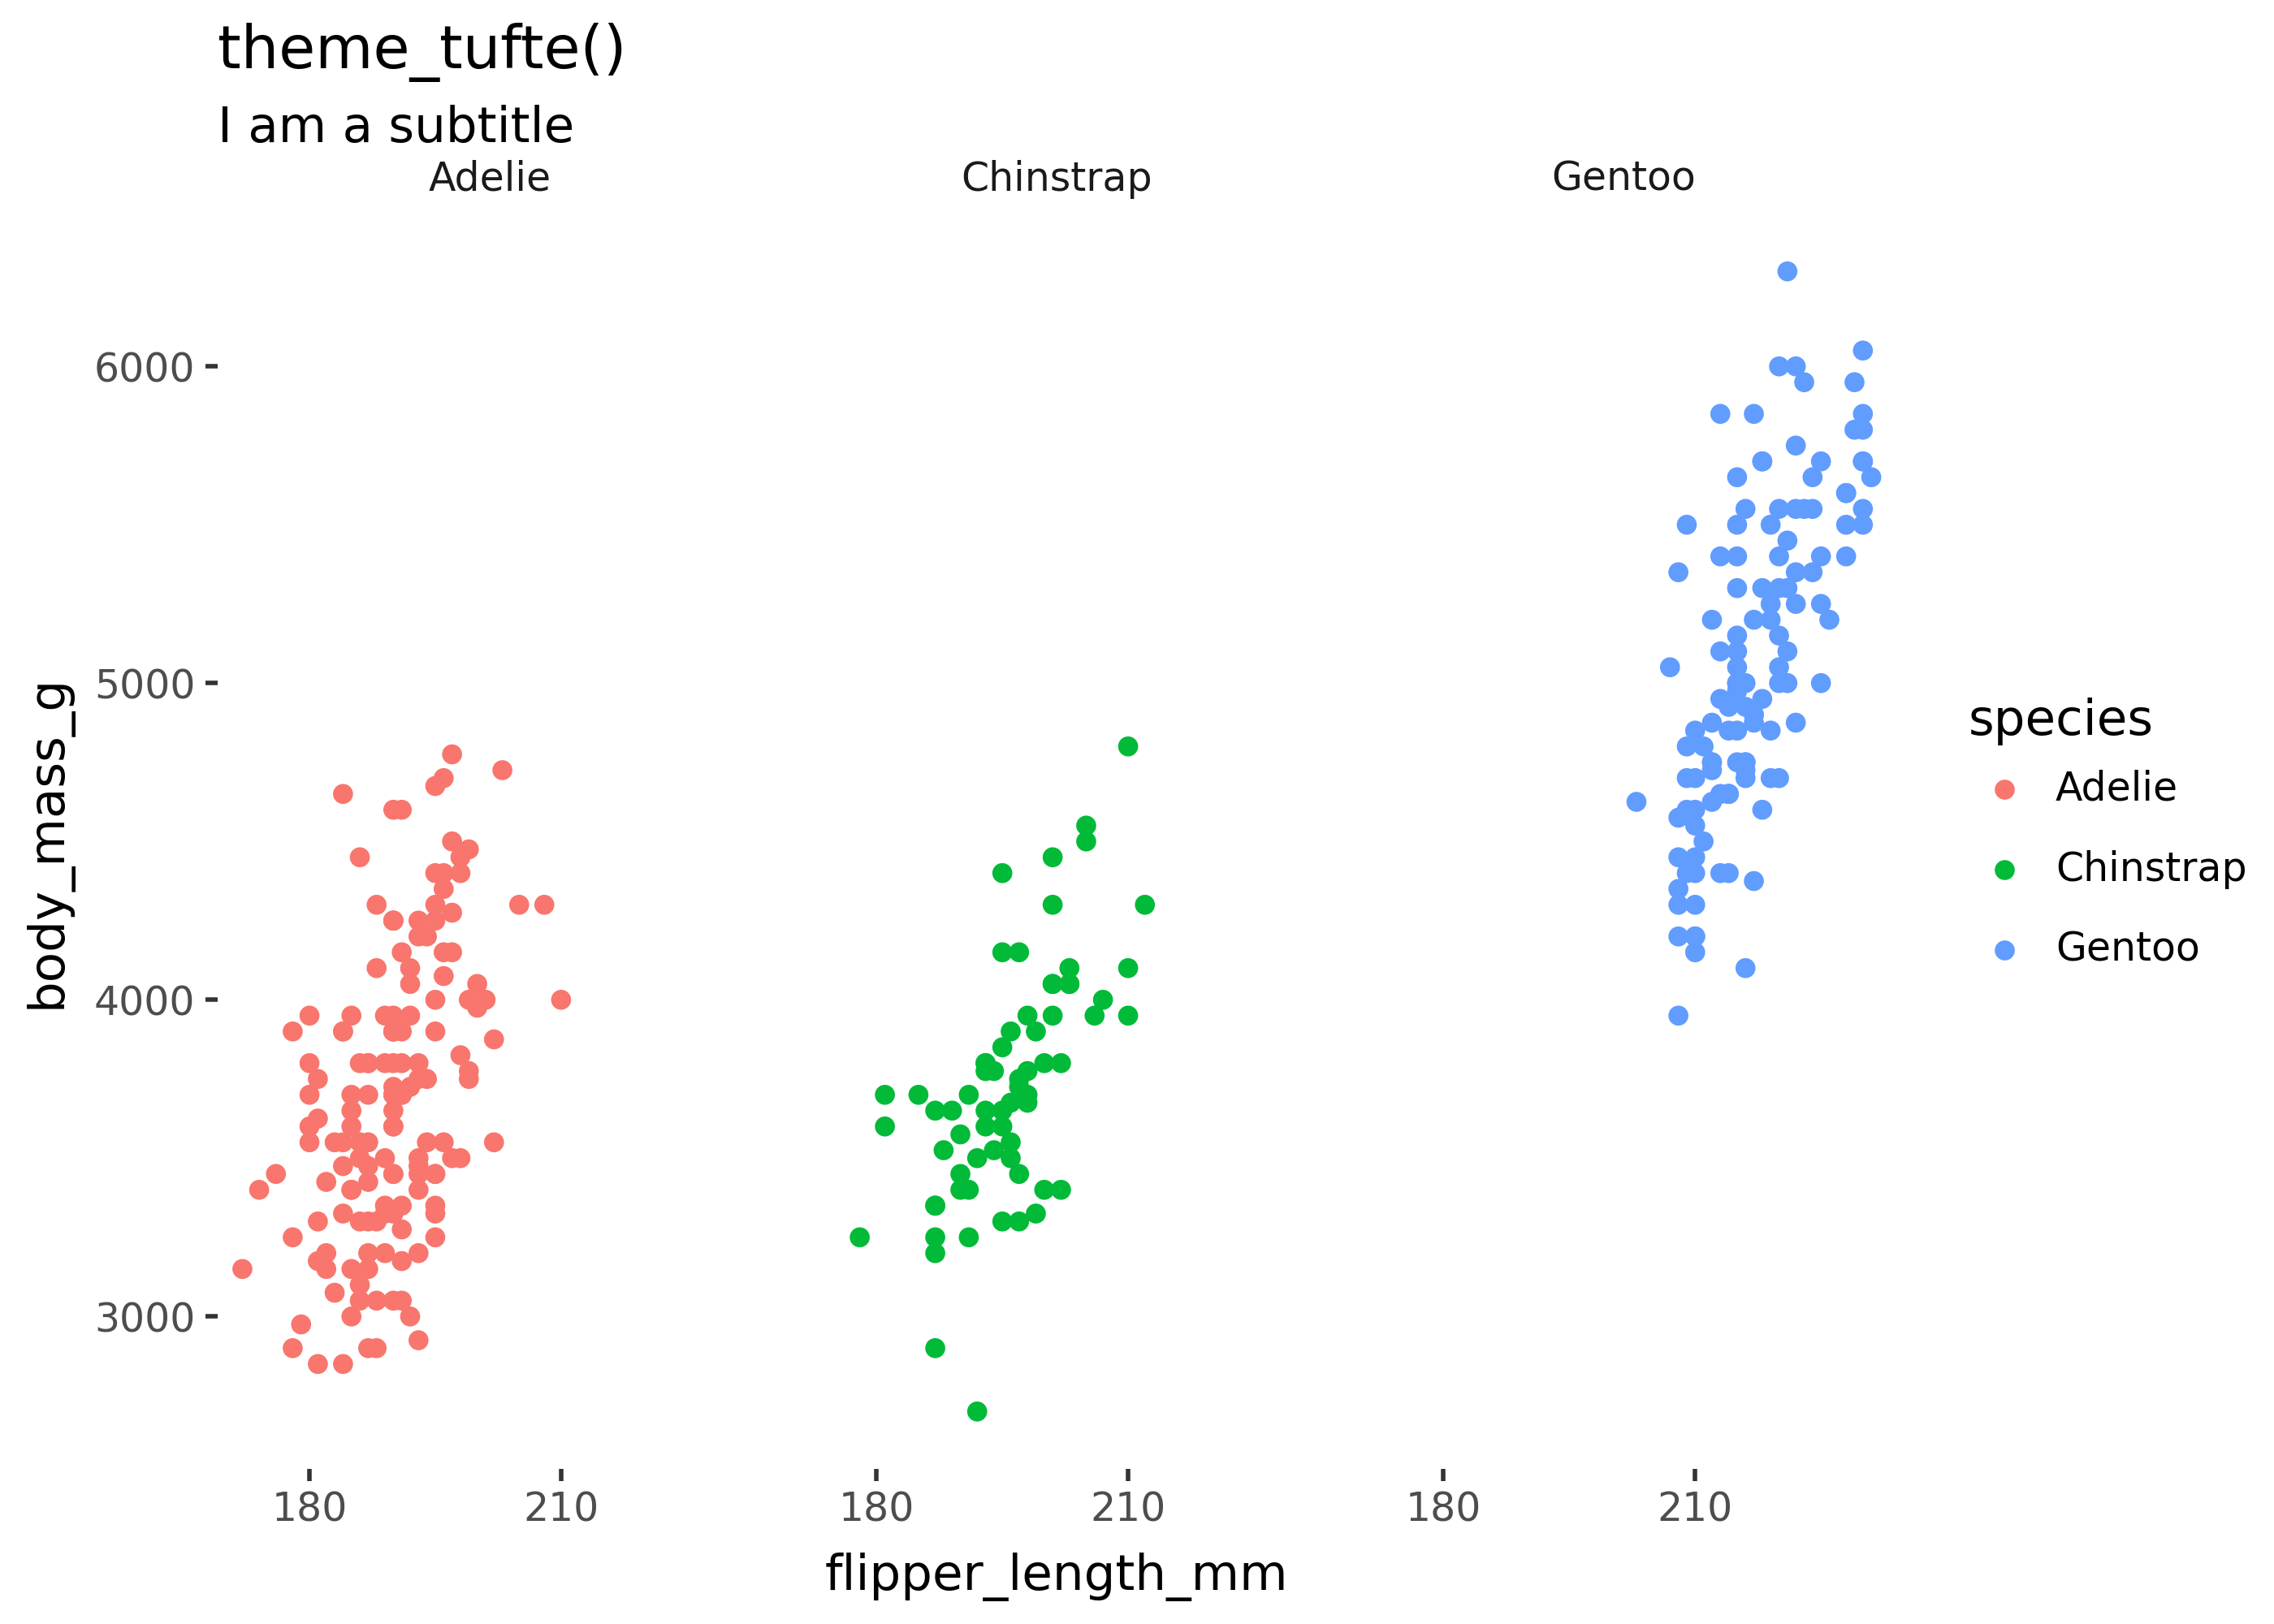 theme_tufte()
I am a subtitle
Adelie
Chinstrap
Gentoo
6000
5000
4000
3000
body_mass_g
180
210
180
210
180
210
flipper_length_mm
species
Adelie
Chinstrap
Gentoo